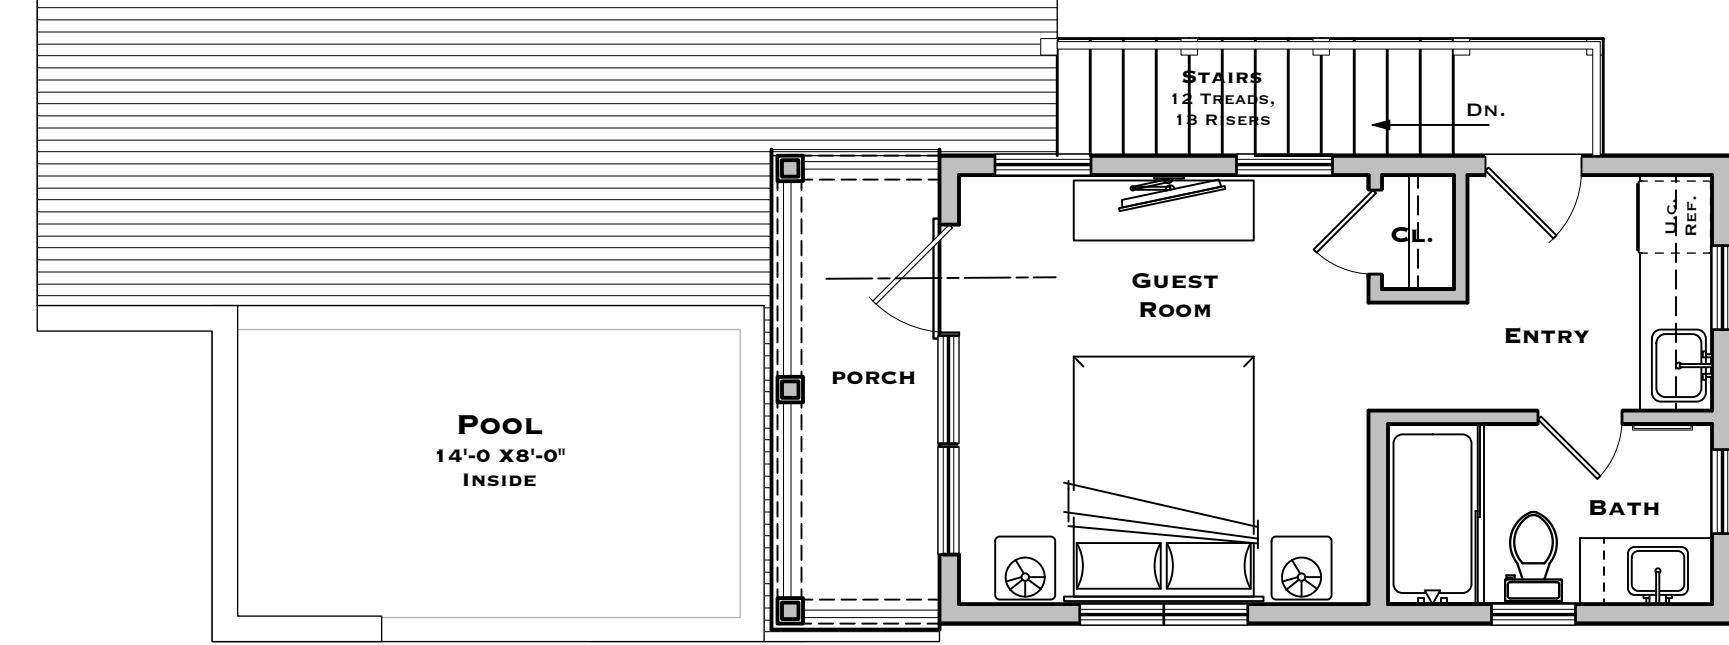 Stairs
12 Treads,
13 Risers
Dn.
U.C.
Ref.
Cl.
Guest
Room
Entry
Porch
Pool
14'-0 X8'-0"
Inside
Bath